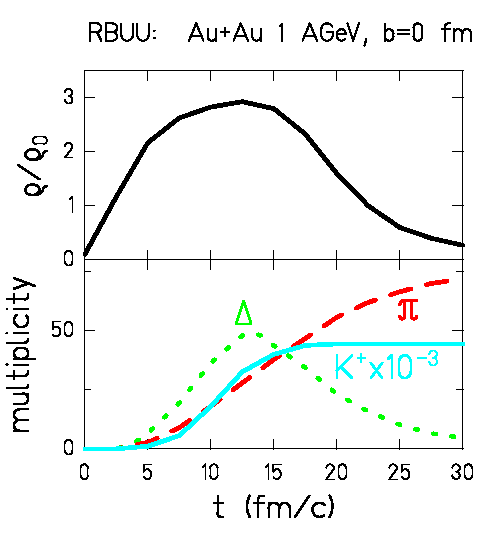 RBUU: Au+Au 1 AGeV, b=0 fm
3
2
1
0
ρ/ρ₀
50
0
multiplicity
Δ
π
K⁺x10⁻³
0 5 10 15 20 25 30
t (fm/c)